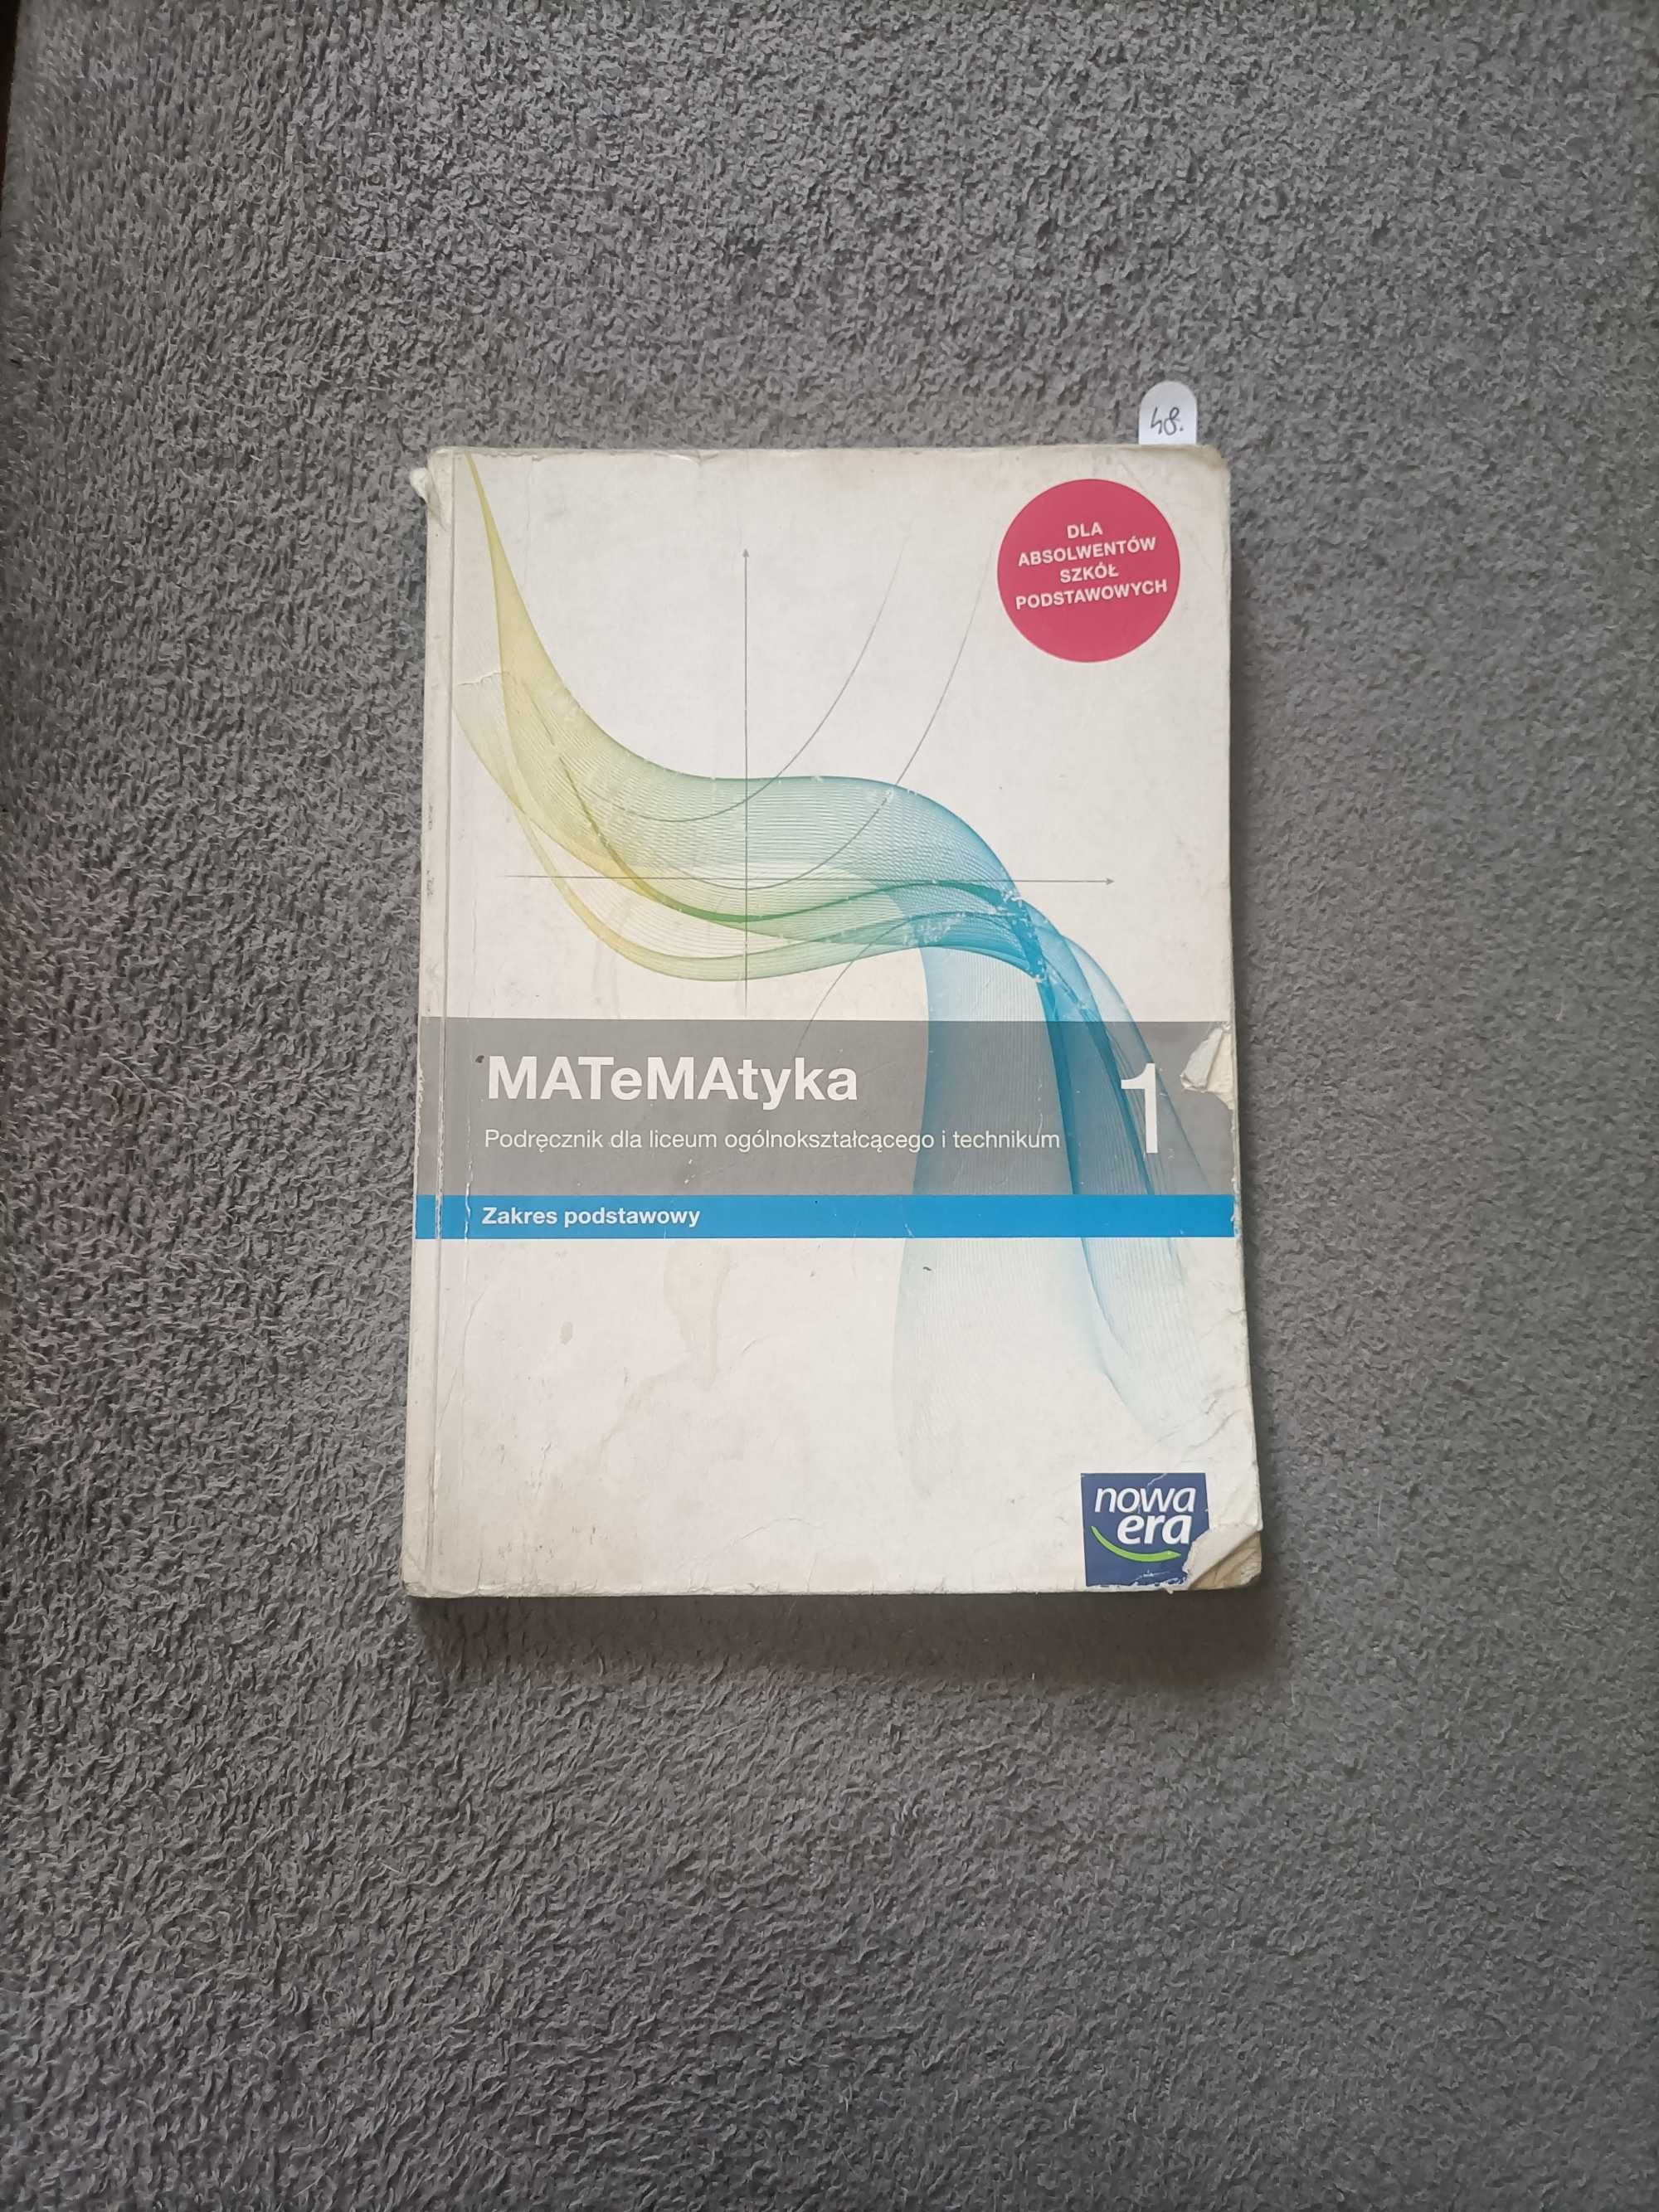 48.
DLA
ABSOLWENTÓW
SZKÓŁ
PODSTAWOWYCH
MATeMAtyka
1
Podręcznik dla liceum ogólnokształcącego i technikum
Zakres podstawowy
nowa
era